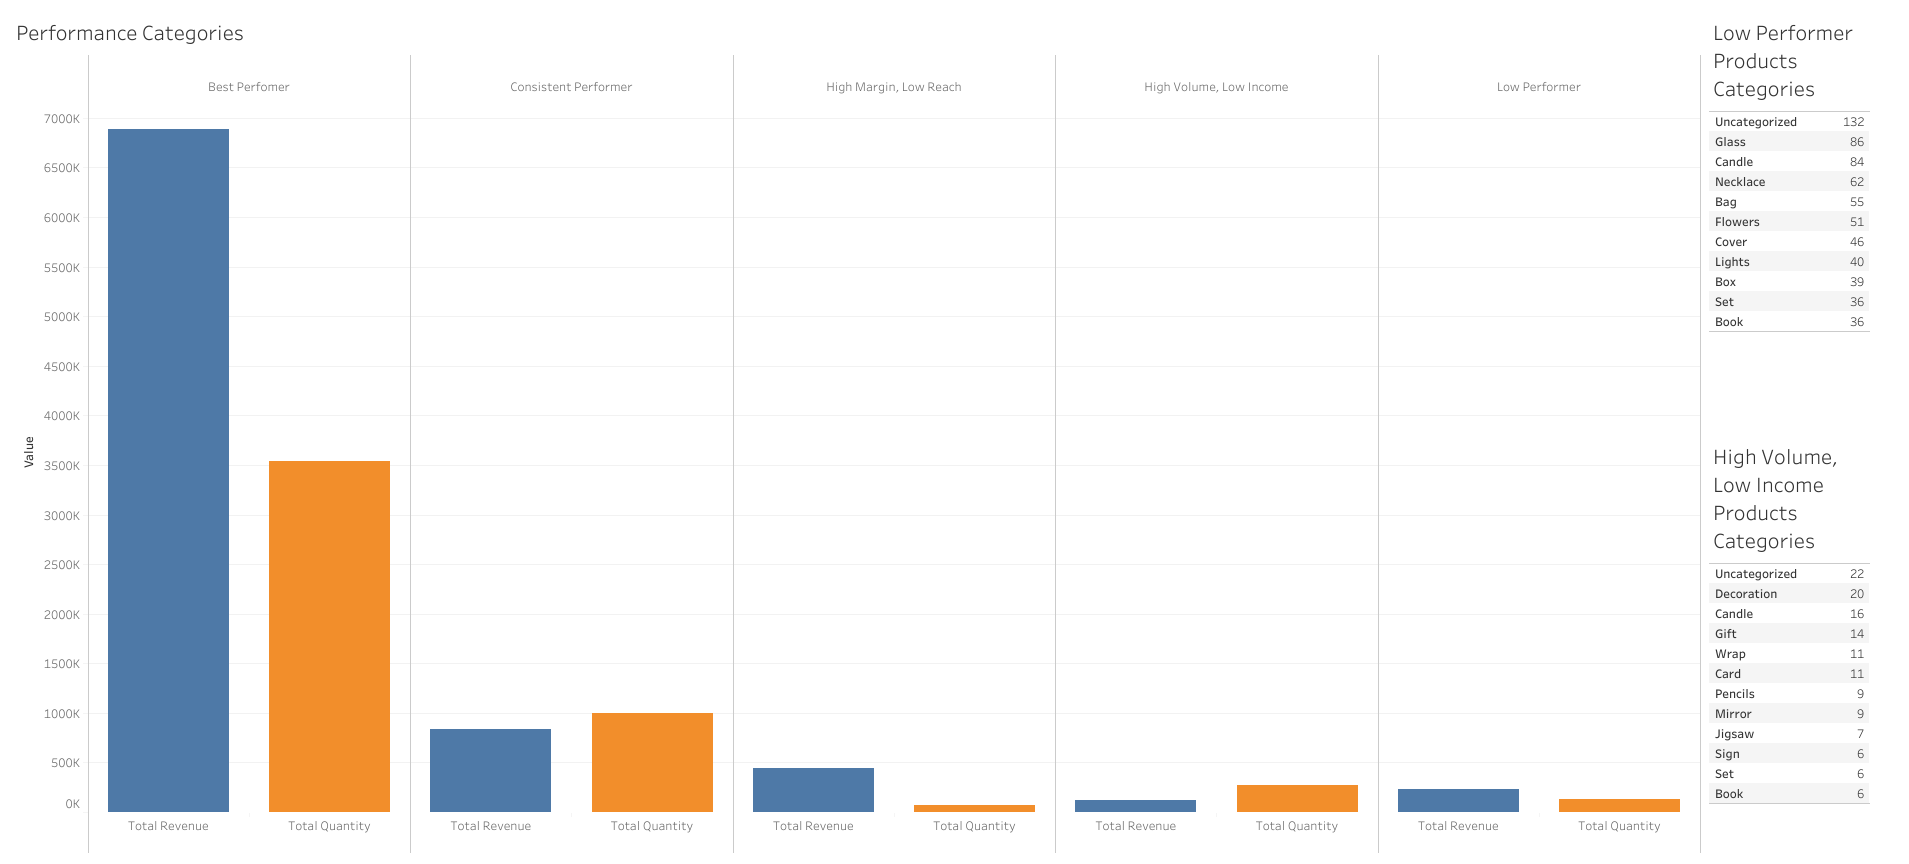 Performance Categories
Best Perfomer
Consistent Performer
High Margin, Low Reach
High Volume, Low Income
Low Performer
7000K
6500K
6000K
5500K
5000K
4500K
4000K
3500K
3000K
2500K
2000K
1500K
1000K
500K
0K
Value
Total Revenue
Total Quantity
Total Revenue
Total Quantity
Total Revenue
Total Quantity
Total Revenue
Total Quantity
Total Revenue
Total Quantity
Low Performer
Products
Categories
Uncategorized 132
Glass 86
Candle 84
Necklace 62
Bag 55
Flowers 51
Cover 46
Lights 40
Box 39
Set 36
Book 36
High Volume,
Low Income
Products
Categories
Uncategorized 22
Decoration 20
Candle 16
Gift 14
Wrap 11
Card 11
Pencils 9
Mirror 9
Jigsaw 7
Sign 6
Set 6
Book 6